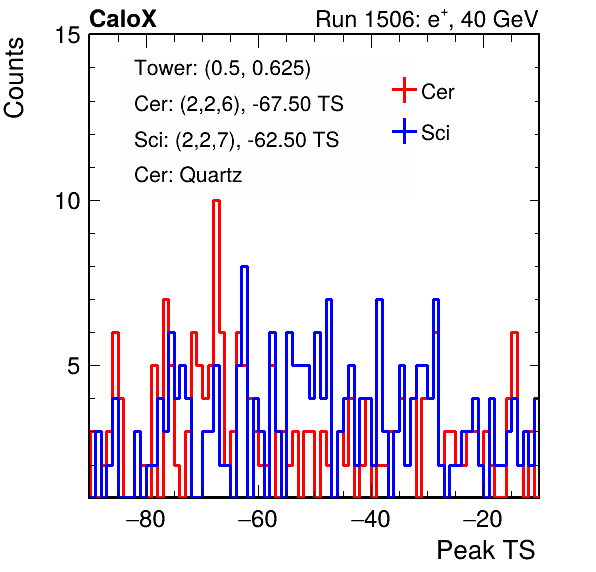 CaloX Run 1506: e⁺, 40 GeV
Counts
15
Tower: (0.5, 0.625)
Cer: (2,2,6), -67.50 TS
Sci: (2,2,7), -62.50 TS
Cer: Quartz
Cer
Sci
10
5
−80 −60 −40 −20
Peak TS